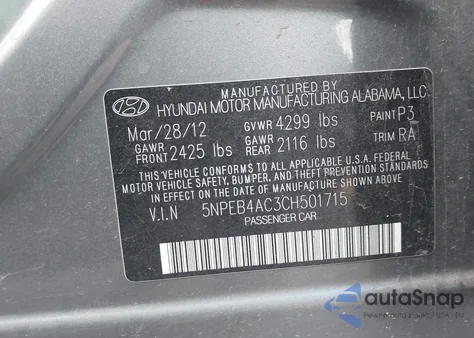 MANUFACTURED BY
HYUNDAI MOTOR MANUFACTURING ALABAMA, LLC
Mar/28/12 GVWR 4299 lbs PAINT P3
GAWR FRONT 2425 lbs GAWR REAR 2116 lbs TRIM RA
THIS VEHICLE CONFORMS TO ALL APPLICABLE U.S.A. FEDERAL
MOTOR VEHICLE SAFETY, BUMPER, AND THEFT PREVENTION STANDARDS
IN EFFECT ON THE DATE OF MANUFACTURE SHOWN ABOVE.
V.I.N 5NPEB4AC3CH501715
PASSENGER CAR
autaSnap